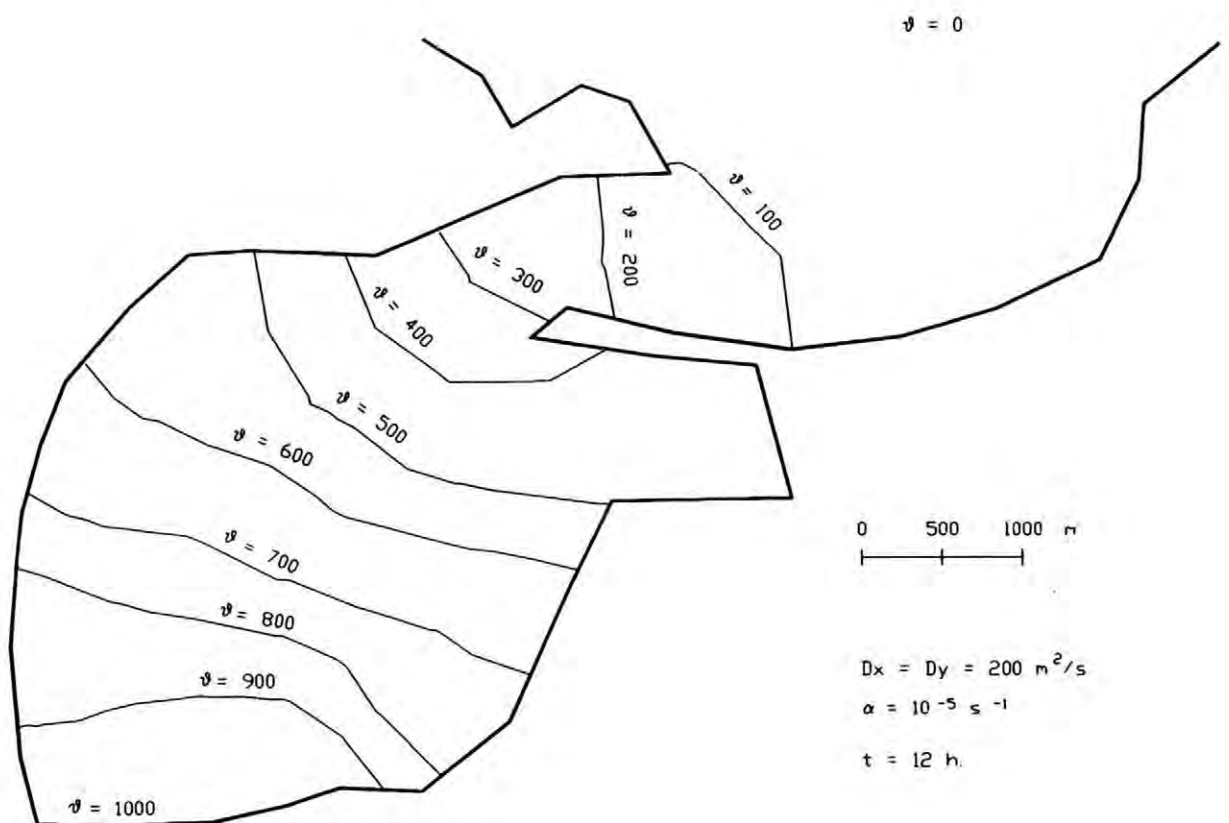 ϑ = 0
ϑ = 100
ϑ = 200
ϑ = 300
ϑ = 400
ϑ = 500
ϑ = 600
ϑ = 700
ϑ = 800
ϑ = 900
ϑ = 1000
0 500 1000 m
Dx = Dy = 200 m²/s
α = 10⁻⁵ s⁻¹
t = 12 h.